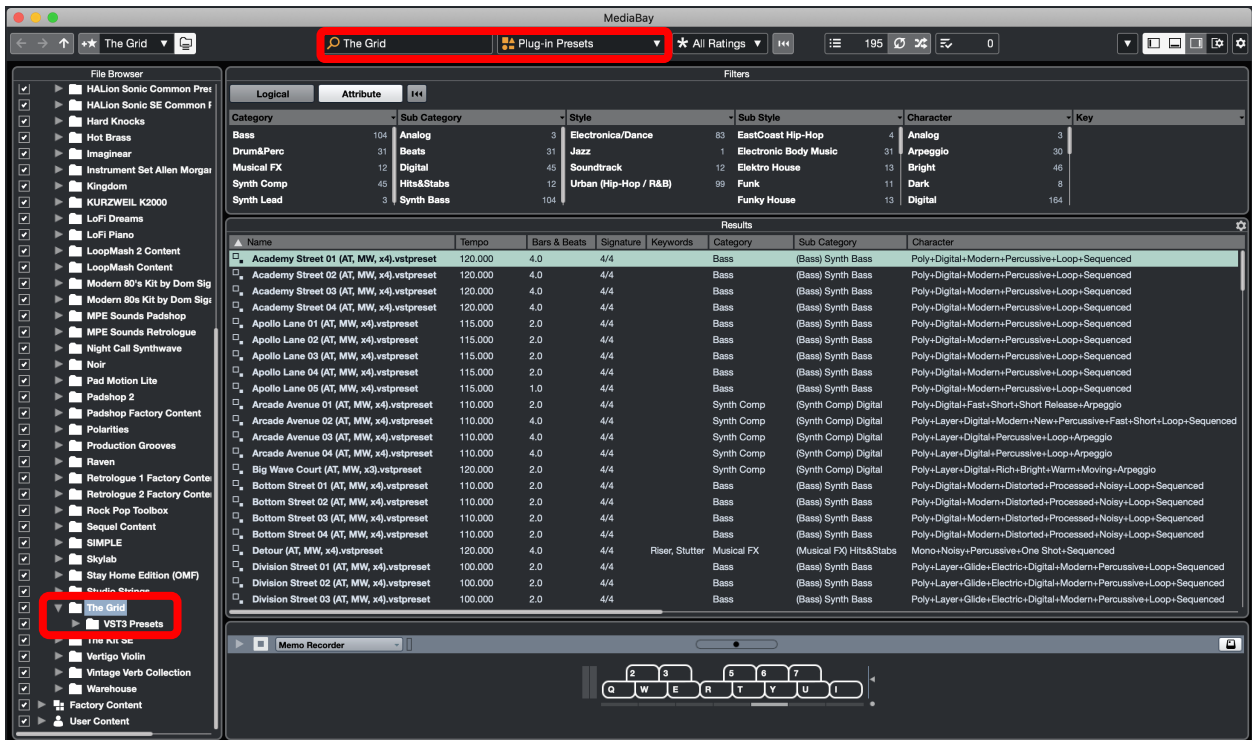 MediaBay
The Grid
The Grid
Plug-in Presets
All Ratings
195
0
File Browser
HALion Sonic Common Pres
HALion Sonic SE Common F
Hard Knocks
Hot Brass
Imaginear
Instrument Set Allen Morgan
Kingdom
KURZWEIL K2000
LoFi Dreams
LoFi Piano
LoopMash 2 Content
LoopMash Content
Modern 80's Kit by Dom Sig
Modern 80s Kit by Dom Siga
MPE Sounds Padshop
MPE Sounds Retrologue
Night Call Synthwave
Noir
Pad Motion Lite
Padshop 2
Padshop Factory Content
Polarities
Production Grooves
Raven
Retrologue 1 Factory Conte
Retrologue 2 Factory Conte
Rock Pop Toolbox
Sequel Content
SIMPLE
Skylab
Stay Home Edition (OMF)
Studio Strings
The Grid
VST3 Presets
The Kit SE
Vertigo Violin
Vintage Verb Collection
Warehouse
Factory Content
User Content
Filters
Logical Attribute
Category Sub Category Style Sub Style Character Key
Bass 104 Analog 3 Electronica/Dance 83 EastCoast Hip-Hop 4 Analog 3
Drum&Perc 31 Beats 31 Jazz 1 Electronic Body Music 31 Arpeggio 30
Musical FX 12 Digital 45 Soundtrack 12 Elektro House 13 Bright 46
Synth Comp 45 Hits&Stabs 12 Urban (Hip-Hop / R&B) 99 Funk 11 Dark 8
Synth Lead 3 Synth Bass 104 Funky House 13 Digital 164
Results
Name Tempo Bars & Beats Signature Keywords Category Sub Category Character
Academy Street 01 (AT, MW, x4).vstpreset 120.000 4.0 4/4 Bass (Bass) Synth Bass Poly+Digital+Modern+Percussive+Loop+Sequenced
Academy Street 02 (AT, MW, x4).vstpreset 120.000 4.0 4/4 Bass (Bass) Synth Bass Poly+Digital+Modern+Percussive+Loop+Sequenced
Academy Street 03 (AT, MW, x4).vstpreset 120.000 4.0 4/4 Bass (Bass) Synth Bass Poly+Digital+Modern+Percussive+Loop+Sequenced
Academy Street 04 (AT, MW, x4).vstpreset 120.000 4.0 4/4 Bass (Bass) Synth Bass Poly+Digital+Modern+Percussive+Loop+Sequenced
Apollo Lane 01 (AT, MW, x4).vstpreset 115.000 2.0 4/4 Bass (Bass) Synth Bass Poly+Digital+Modern+Percussive+Loop+Sequenced
Apollo Lane 02 (AT, MW, x4).vstpreset 115.000 2.0 4/4 Bass (Bass) Synth Bass Poly+Digital+Modern+Percussive+Loop+Sequenced
Apollo Lane 03 (AT, MW, x4).vstpreset 115.000 2.0 4/4 Bass (Bass) Synth Bass Poly+Digital+Modern+Percussive+Loop+Sequenced
Apollo Lane 04 (AT, MW, x4).vstpreset 115.000 2.0 4/4 Bass (Bass) Synth Bass Poly+Digital+Modern+Percussive+Loop+Sequenced
Apollo Lane 05 (AT, MW, x4).vstpreset 115.000 1.0 4/4 Bass (Bass) Synth Bass Poly+Digital+Modern+Percussive+Loop+Sequenced
Arcade Avenue 01 (AT, MW, x4).vstpreset 110.000 2.0 4/4 Synth Comp (Synth Comp) Digital Poly+Digital+Fast+Short+Short Release+Arpeggio
Arcade Avenue 02 (AT, MW, x4).vstpreset 110.000 4.0 4/4 Synth Comp (Synth Comp) Digital Poly+Layer+Digital+Modern+New+Percussive+Fast+Short+Loop+Sequenced
Arcade Avenue 03 (AT, MW, x4).vstpreset 110.000 4.0 4/4 Synth Comp (Synth Comp) Digital Poly+Layer+Digital+Percussive+Loop+Arpeggio
Arcade Avenue 04 (AT, MW, x4).vstpreset 110.000 4.0 4/4 Synth Comp (Synth Comp) Digital Poly+Layer+Digital+Percussive+Loop+Arpeggio
Big Wave Court (AT, MW, x3).vstpreset 120.000 2.0 4/4 Synth Comp (Synth Comp) Digital Poly+Layer+Digital+Rich+Bright+Warm+Moving+Arpeggio
Bottom Street 01 (AT, MW, x4).vstpreset 110.000 2.0 4/4 Bass (Bass) Synth Bass Poly+Layer+Digital+Modern+Distorted+Processed+Noisy+Loop+Sequenced
Bottom Street 02 (AT, MW, x4).vstpreset 110.000 2.0 4/4 Bass (Bass) Synth Bass Poly+Layer+Digital+Modern+Distorted+Processed+Noisy+Loop+Sequenced
Bottom Street 03 (AT, MW, x4).vstpreset 110.000 2.0 4/4 Bass (Bass) Synth Bass Poly+Layer+Digital+Modern+Distorted+Processed+Noisy+Loop+Sequenced
Bottom Street 04 (AT, MW, x4).vstpreset 110.000 2.0 4/4 Bass (Bass) Synth Bass Poly+Layer+Digital+Modern+Distorted+Processed+Noisy+Loop+Sequenced
Detour (AT, MW, x4).vstpreset 120.000 4.0 4/4 Riser, Stutter Musical FX (Musical FX) Hits&Stabs Mono+Noisy+Percussive+One Shot+Sequenced
Division Street 01 (AT, MW, x4).vstpreset 100.000 2.0 4/4 Bass (Bass) Synth Bass Poly+Layer+Glide+Electric+Digital+Modern+Percussive+Loop+Sequenced
Division Street 02 (AT, MW, x4).vstpreset 100.000 2.0 4/4 Bass (Bass) Synth Bass Poly+Layer+Glide+Electric+Digital+Modern+Percussive+Loop+Sequenced
Division Street 03 (AT, MW, x4).vstpreset 100.000 2.0 4/4 Bass (Bass) Synth Bass Poly+Layer+Glide+Electric+Digital+Modern+Percussive+Loop+Sequenced
Memo Recorder
2 3 5 6 7
Q W E R T Y U I